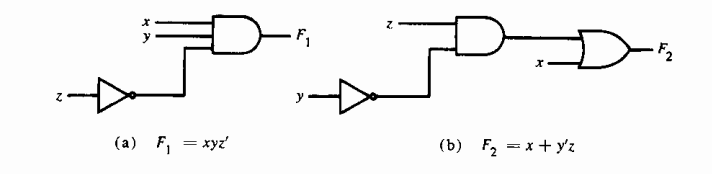 x
y
F₁
z
(a) F₁ = xyz'
z
x
F₂
y
(b) F₂ = x + y'z